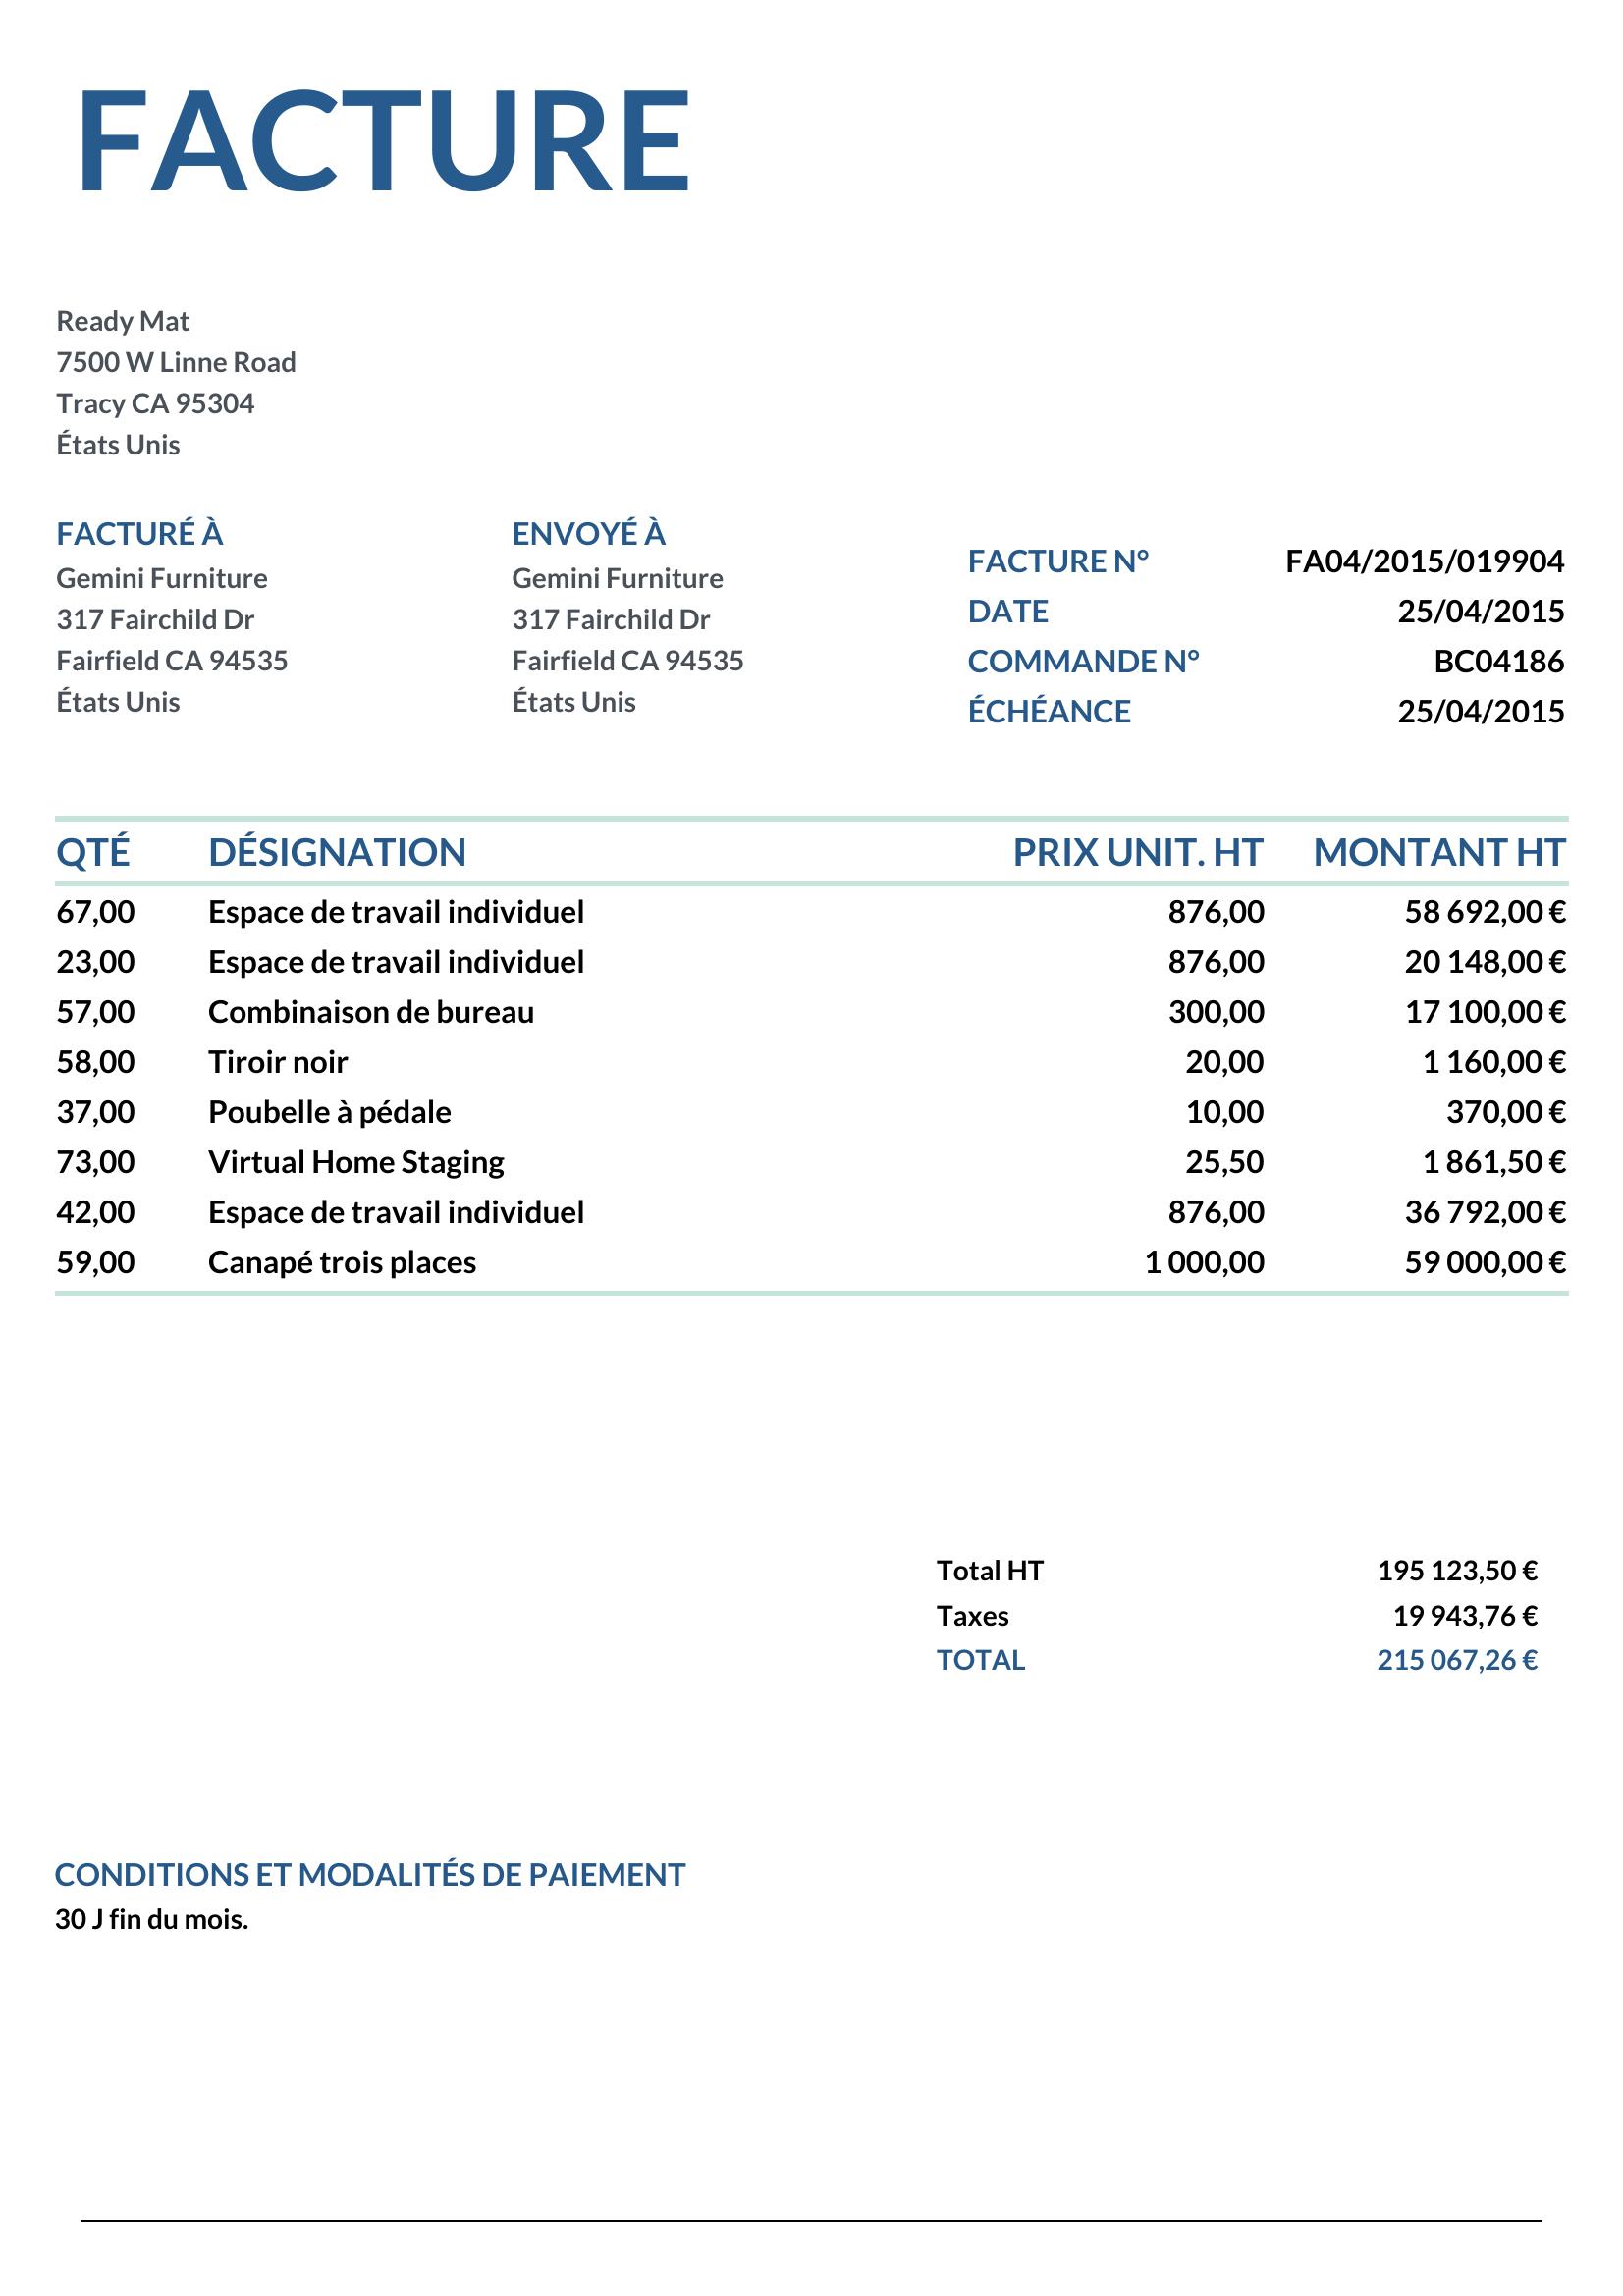 FACTURE
Ready Mat
7500 W Linne Road
Tracy CA 95304
États Unis
FACTURÉ À
Gemini Furniture
317 Fairchild Dr
Fairfield CA 94535
États Unis
ENVOYÉ À
Gemini Furniture
317 Fairchild Dr
Fairfield CA 94535
États Unis
FACTURE N° FA04/2015/019904
DATE 25/04/2015
COMMANDE N° BC04186
ÉCHÉANCE 25/04/2015
QTÉ DÉSIGNATION PRIX UNIT. HT MONTANT HT
67,00 Espace de travail individuel 876,00 58 692,00 €
23,00 Espace de travail individuel 876,00 20 148,00 €
57,00 Combinaison de bureau 300,00 17 100,00 €
58,00 Tiroir noir 20,00 1 160,00 €
37,00 Poubelle à pédale 10,00 370,00 €
73,00 Virtual Home Staging 25,50 1 861,50 €
42,00 Espace de travail individuel 876,00 36 792,00 €
59,00 Canapé trois places 1 000,00 59 000,00 €
Total HT 195 123,50 €
Taxes 19 943,76 €
TOTAL 215 067,26 €
CONDITIONS ET MODALITÉS DE PAIEMENT
30 J fin du mois.